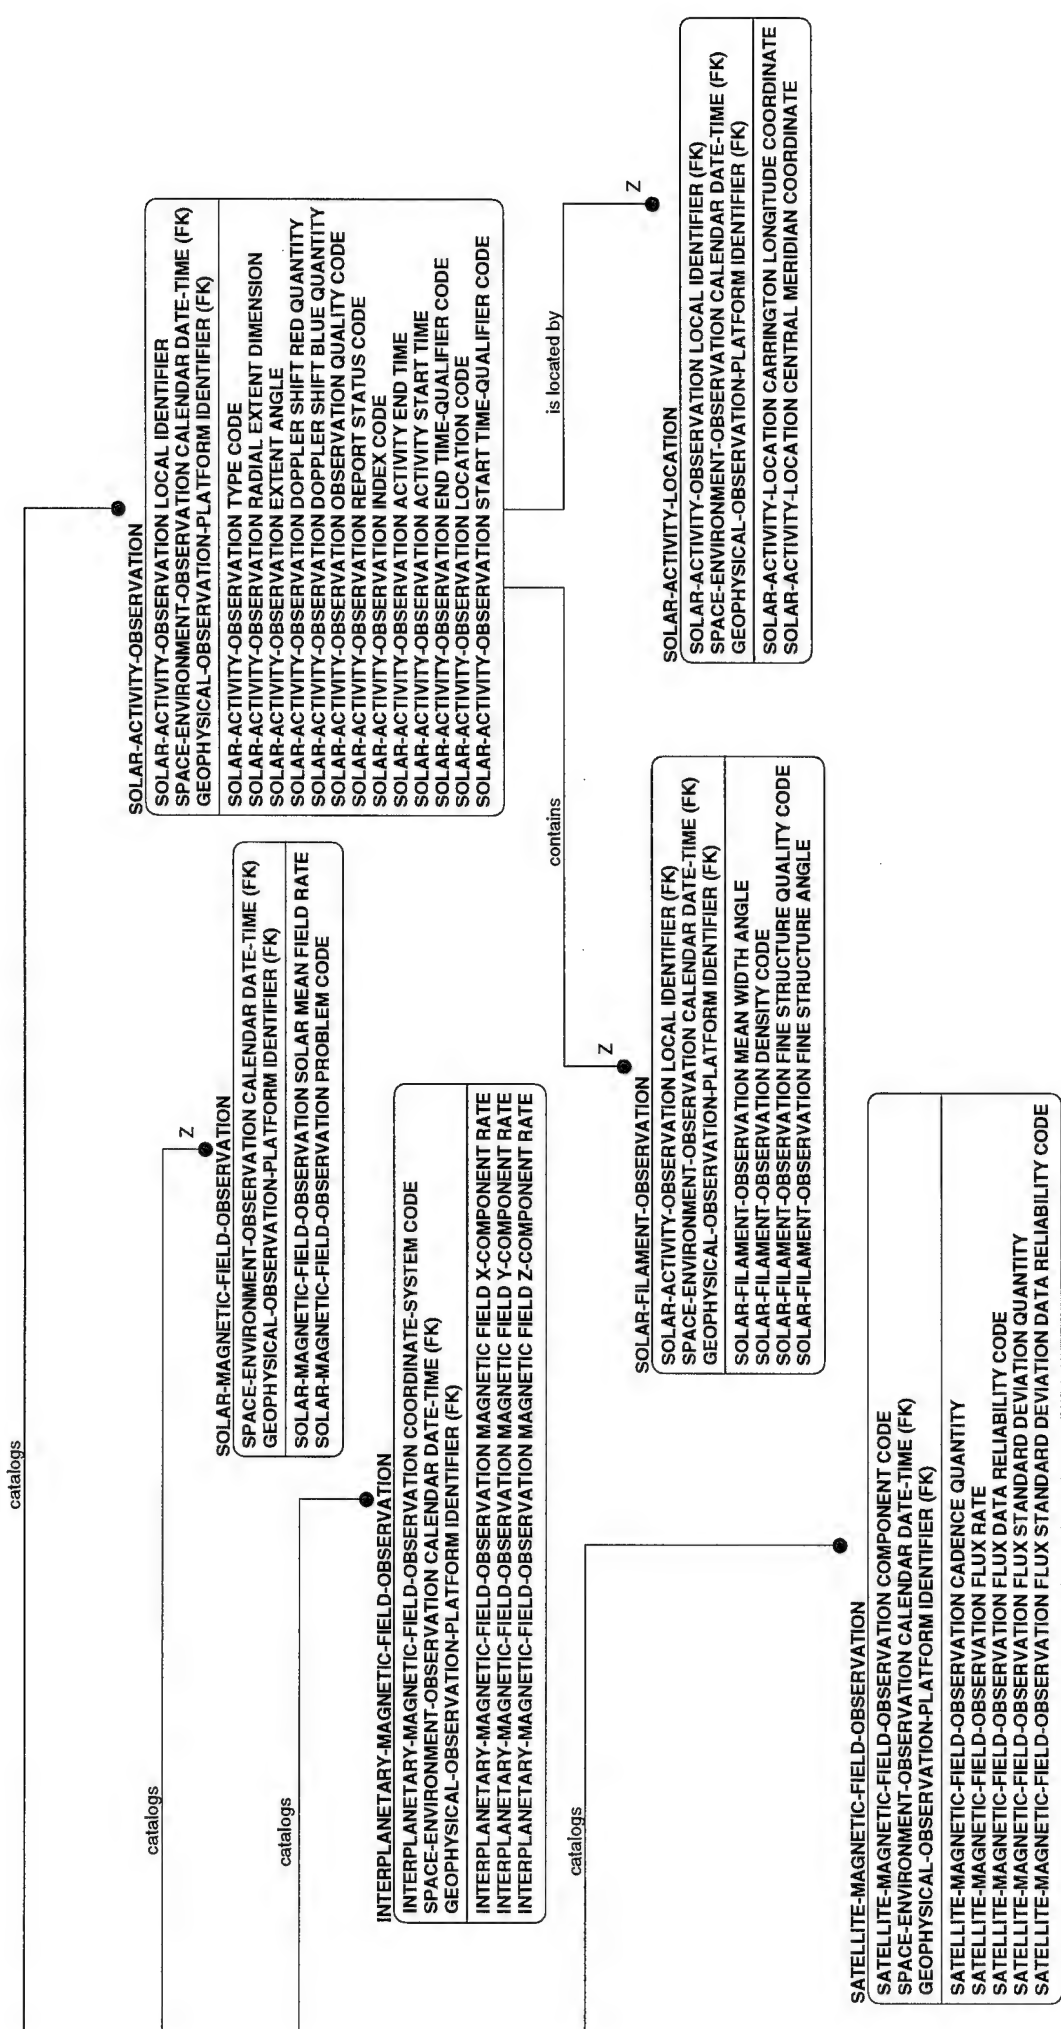 catalogs
SOLAR-ACTIVITY-OBSERVATION
SOLAR-ACTIVITY-OBSERVATION LOCAL IDENTIFIER
SPACE-ENVIRONMENT-OBSERVATION CALENDAR DATE-TIME (FK)
GEOPHYSICAL-OBSERVATION-PLATFORM IDENTIFIER (FK)
SOLAR-ACTIVITY-OBSERVATION TYPE CODE
SOLAR-ACTIVITY-OBSERVATION RADIAL EXTENT DIMENSION
SOLAR-ACTIVITY-OBSERVATION EXTENT ANGLE
SOLAR-ACTIVITY-OBSERVATION DOPPLER SHIFT RED QUANTITY
SOLAR-ACTIVITY-OBSERVATION DOPPLER SHIFT BLUE QUANTITY
SOLAR-ACTIVITY-OBSERVATION OBSERVATION QUALITY CODE
SOLAR-ACTIVITY-OBSERVATION REPORT STATUS CODE
SOLAR-ACTIVITY-OBSERVATION INDEX CODE
SOLAR-ACTIVITY-OBSERVATION ACTIVITY END TIME
SOLAR-ACTIVITY-OBSERVATION ACTIVITY START TIME
SOLAR-ACTIVITY-OBSERVATION END TIME-QUALIFIER CODE
SOLAR-ACTIVITY-OBSERVATION LOCATION CODE
SOLAR-ACTIVITY-OBSERVATION START TIME-QUALIFIER CODE
catalogs
Z
SOLAR-MAGNETIC-FIELD-OBSERVATION
SPACE-ENVIRONMENT-OBSERVATION CALENDAR DATE-TIME (FK)
GEOPHYSICAL-OBSERVATION-PLATFORM IDENTIFIER (FK)
SOLAR-MAGNETIC-FIELD-OBSERVATION SOLAR MEAN FIELD RATE
SOLAR-MAGNETIC-FIELD-OBSERVATION PROBLEM CODE
catalogs
INTERPLANETARY-MAGNETIC-FIELD-OBSERVATION
INTERPLANETARY-MAGNETIC-FIELD-OBSERVATION COORDINATE-SYSTEM CODE
SPACE-ENVIRONMENT-OBSERVATION CALENDAR DATE-TIME (FK)
GEOPHYSICAL-OBSERVATION-PLATFORM IDENTIFIER (FK)
INTERPLANETARY-MAGNETIC-FIELD-OBSERVATION MAGNETIC FIELD X-COMPONENT RATE
INTERPLANETARY-MAGNETIC-FIELD-OBSERVATION MAGNETIC FIELD Y-COMPONENT RATE
INTERPLANETARY-MAGNETIC-FIELD-OBSERVATION MAGNETIC FIELD Z-COMPONENT RATE
contains
is located by
Z
SOLAR-FILAMENT-OBSERVATION
SOLAR-ACTIVITY-OBSERVATION LOCAL IDENTIFIER (FK)
SPACE-ENVIRONMENT-OBSERVATION CALENDAR DATE-TIME (FK)
GEOPHYSICAL-OBSERVATION-PLATFORM IDENTIFIER (FK)
SOLAR-FILAMENT-OBSERVATION MEAN WIDTH ANGLE
SOLAR-FILAMENT-OBSERVATION DENSITY CODE
SOLAR-FILAMENT-OBSERVATION FINE STRUCTURE QUALITY CODE
SOLAR-FILAMENT-OBSERVATION FINE STRUCTURE ANGLE
Z
SOLAR-ACTIVITY-LOCATION
SOLAR-ACTIVITY-OBSERVATION LOCAL IDENTIFIER (FK)
SPACE-ENVIRONMENT-OBSERVATION CALENDAR DATE-TIME (FK)
GEOPHYSICAL-OBSERVATION-PLATFORM IDENTIFIER (FK)
SOLAR-ACTIVITY-LOCATION CARRINGTON LONGITUDE COORDINATE
SOLAR-ACTIVITY-LOCATION CENTRAL MERIDIAN COORDINATE
catalogs
SATELLITE-MAGNETIC-FIELD-OBSERVATION
SATELLITE-MAGNETIC-FIELD-OBSERVATION COMPONENT CODE
SPACE-ENVIRONMENT-OBSERVATION CALENDAR DATE-TIME (FK)
GEOPHYSICAL-OBSERVATION-PLATFORM IDENTIFIER (FK)
SATELLITE-MAGNETIC-FIELD-OBSERVATION CADENCE QUANTITY
SATELLITE-MAGNETIC-FIELD-OBSERVATION FLUX RATE
SATELLITE-MAGNETIC-FIELD-OBSERVATION FLUX DATA RELIABILITY CODE
SATELLITE-MAGNETIC-FIELD-OBSERVATION FLUX STANDARD DEVIATION QUANTITY
SATELLITE-MAGNETIC-FIELD-OBSERVATION FLUX STANDARD DEVIATION DATA RELIABILITY CODE